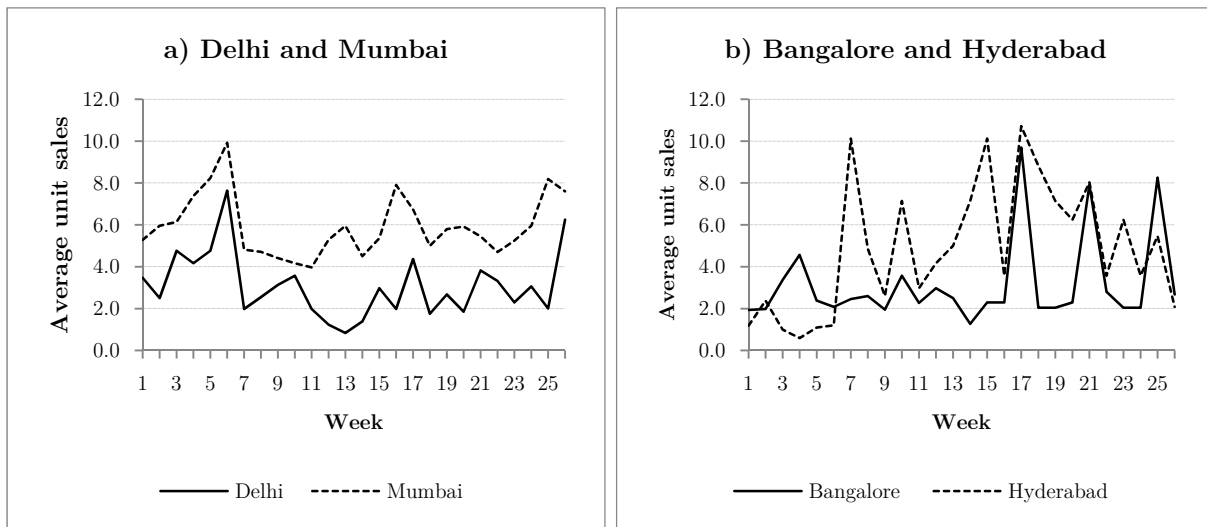 a) Delhi and Mumbai
Average unit sales
12.0
10.0
8.0
6.0
4.0
2.0
0.0
1 3 5 7 9 11 13 15 17 19 21 23 25
Week
Delhi Mumbai
b) Bangalore and Hyderabad
Average unit sales
12.0
10.0
8.0
6.0
4.0
2.0
0.0
1 3 5 7 9 11 13 15 17 19 21 23 25
Week
Bangalore Hyderabad